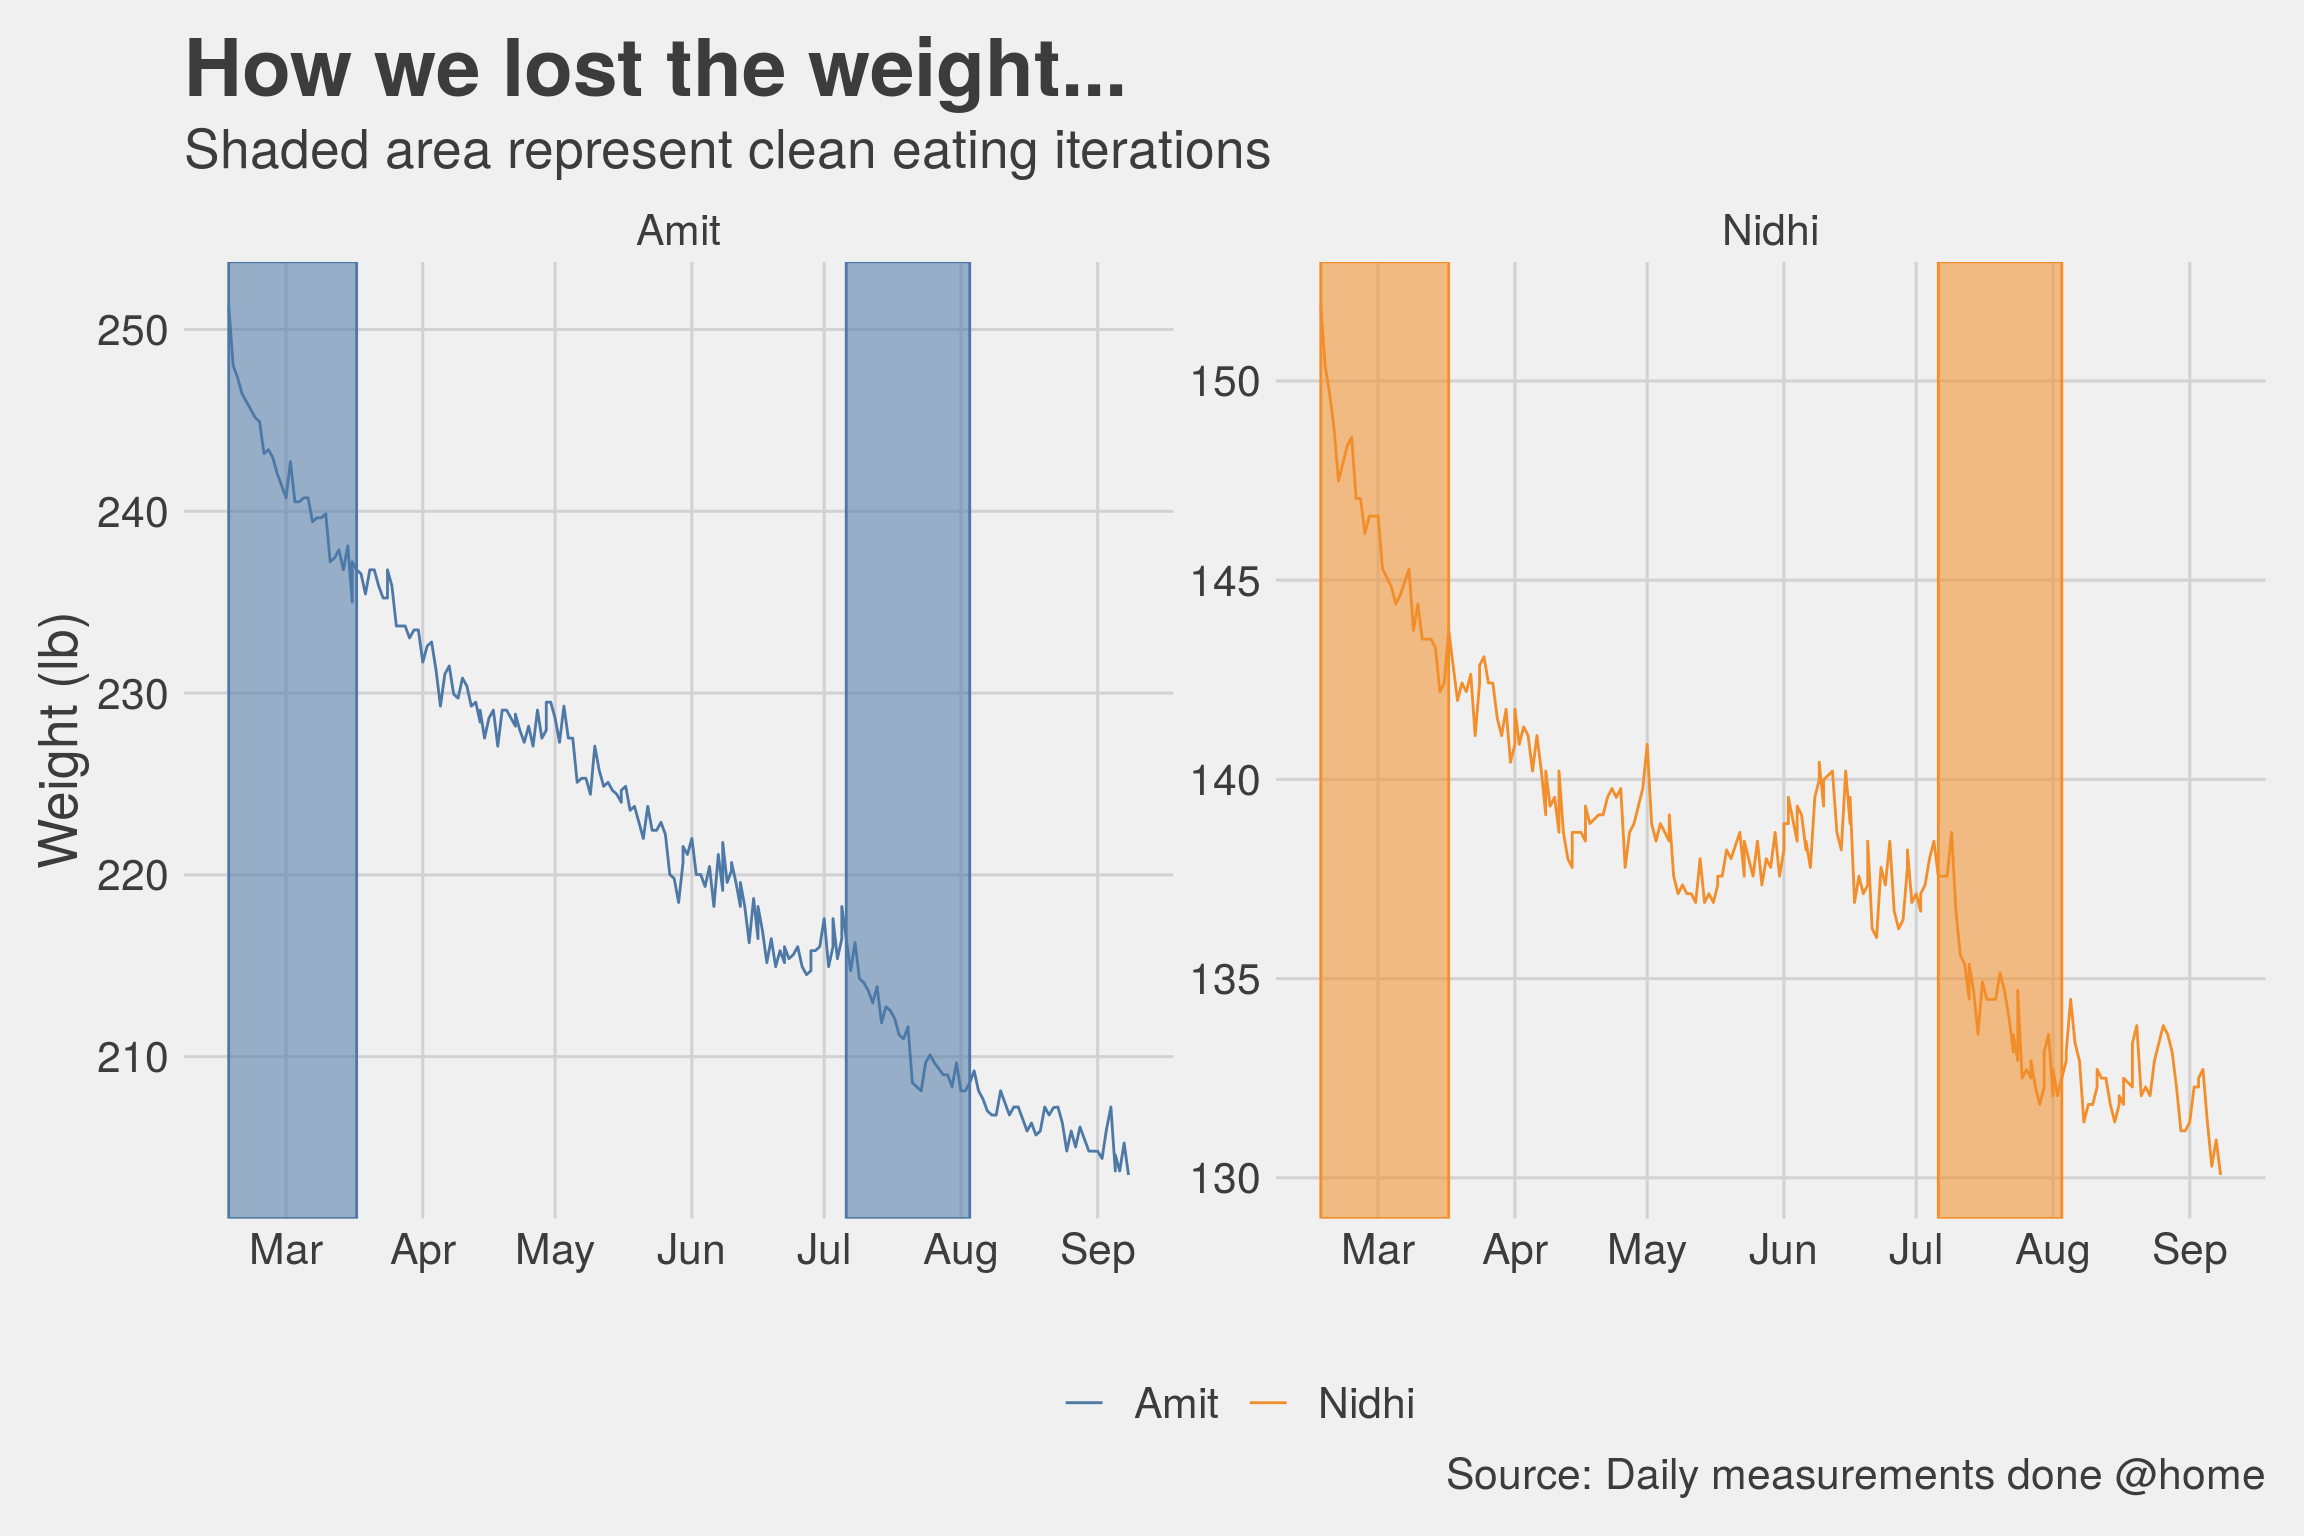 How we lost the weight...
Shaded area represent clean eating iterations
Amit
Nidhi
Weight (lb)
250
240
230
220
210
150
145
140
135
130
Mar Apr May Jun Jul Aug Sep
Mar Apr May Jun Jul Aug Sep
Amit Nidhi
Source: Daily measurements done @home